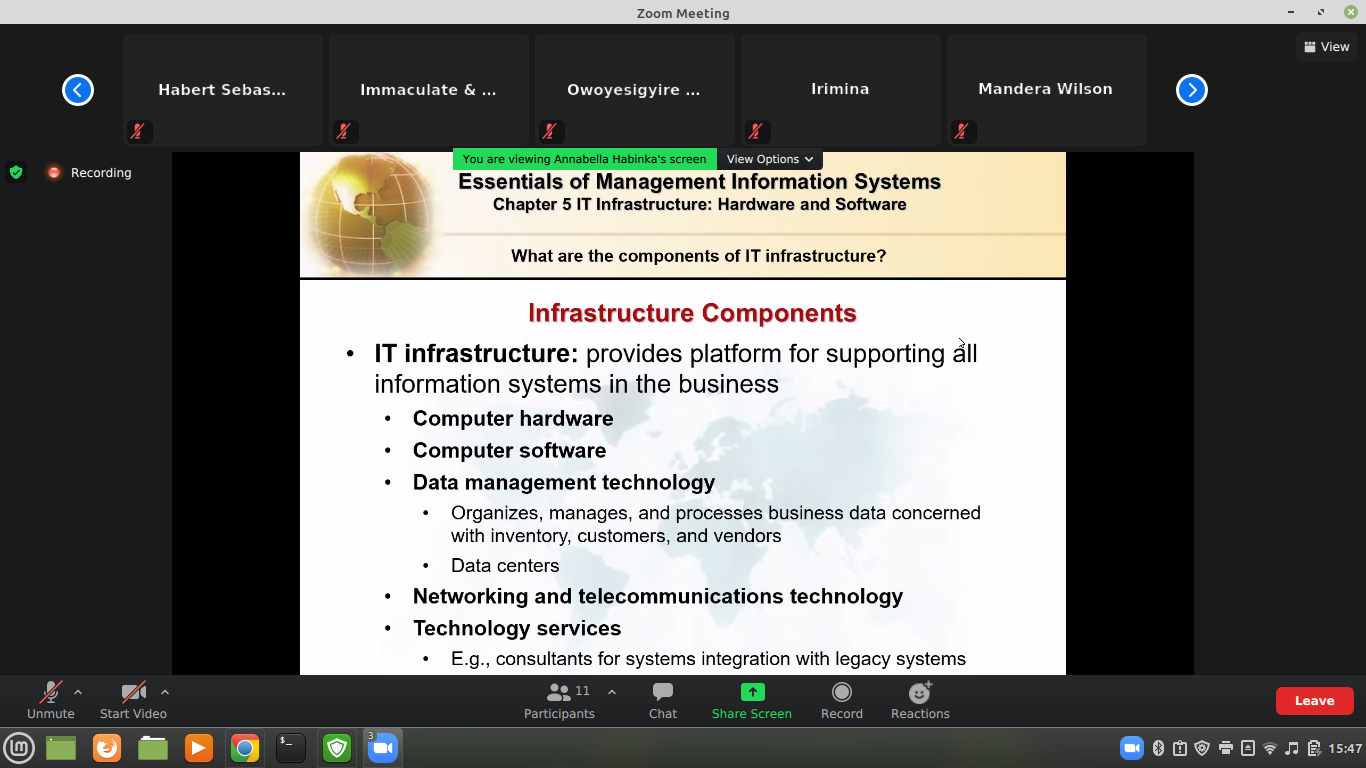 Zoom Meeting
View
Habert Sebas...
Immaculate & ...
Owoyesigyire ...
Irimina
Mandera Wilson
Recording
You are viewing Annabella Habinka's screen
View Options
Essentials of Management Information Systems
Chapter 5 IT Infrastructure: Hardware and Software
What are the components of IT infrastructure?
Infrastructure Components
• IT infrastructure: provides platform for supporting all
information systems in the business
• Computer hardware
• Computer software
• Data management technology
• Organizes, manages, and processes business data concerned
with inventory, customers, and vendors
• Data centers
• Networking and telecommunications technology
• Technology services
• E.g., consultants for systems integration with legacy systems
Unmute
Start Video
11
Participants
Chat
Share Screen
Record
Reactions
Leave
$_
3
15:47